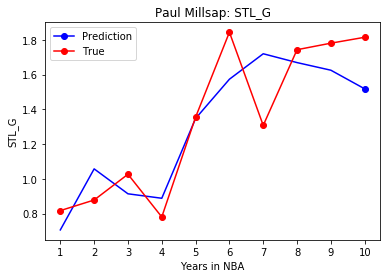 Paul Millsap: STL_G
Prediction
True
STL_G
1.8
1.6
1.4
1.2
1.0
0.8
1 2 3 4 5 6 7 8 9 10
Years in NBA